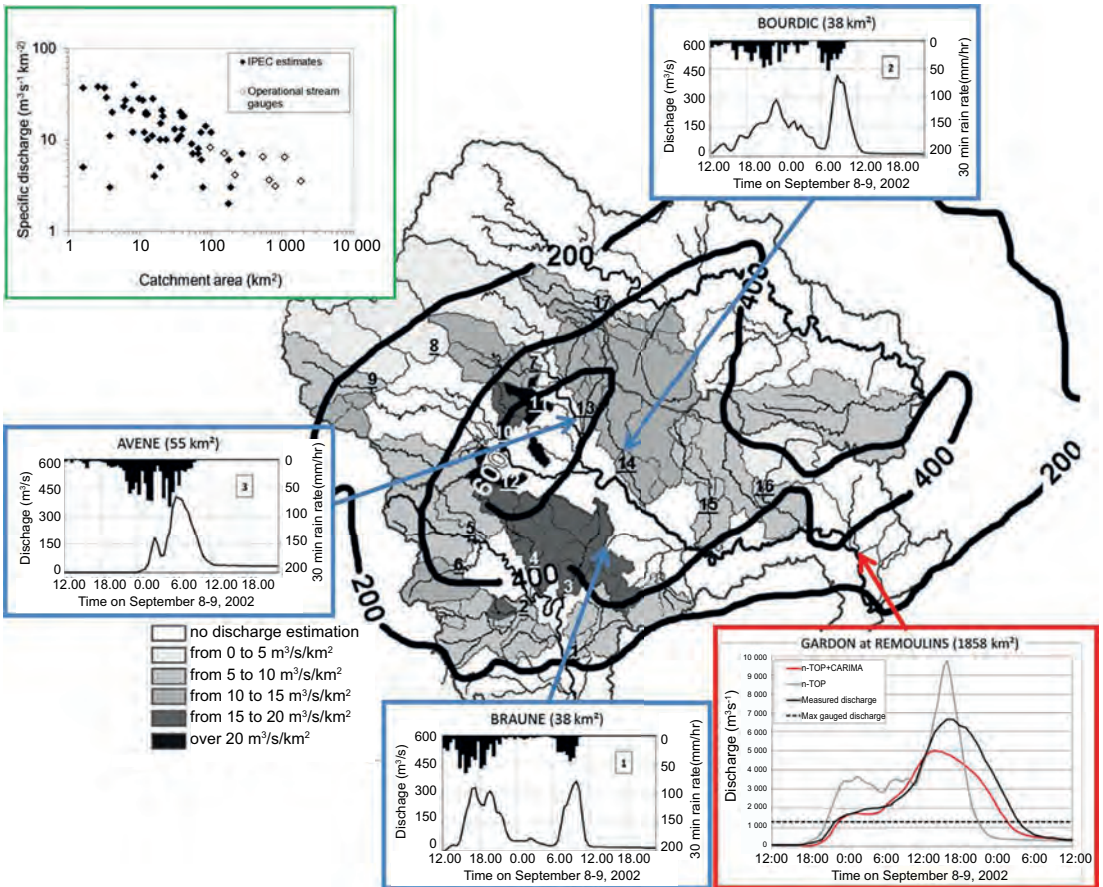 100
10
1
1
10
100
1 000
10 000
Specific discharge (m³s⁻¹ km⁻²)
IPEC estimates
Operational stream
gauges
Catchment area (km²)
BOURDIC (38 km²)
600
450
300
150
0
Dischage (m³/s)
2
0
50
100
150
200
30 min rain rate(mm/hr)
12.00 18.00 0.00 6.00 12.00 18.00
Time on September 8-9, 2002
200
400
400
600
400
400
200
200
17
8
7
9
11
13
10
14
12
16
15
5
4
6
3
2
1
AVENE (55 km²)
600
450
300
150
0
Dischage (m³/s)
3
0
50
100
150
200
30 min rain rate(mm/hr)
12.00 18.00 0.00 6.00 12.00 18.00
Time on September 8-9, 2002
no discharge estimation
from 0 to 5 m³/s/km²
from 5 to 10 m³/s/km²
from 10 to 15 m³/s/km²
from 15 to 20 m³/s/km²
over 20 m³/s/km²
BRAUNE (38 km²)
600
450
300
150
0
Dischage (m³/s)
1
0
50
100
150
200
30 min rain rate(mm/hr)
12.00 18.00 0.00 6.00 12.00 18.00
Time on September 8-9, 2002
GARDON at REMOULINS (1858 km²)
10 000
9 000
8 000
7 000
6 000
5 000
4 000
3 000
2 000
1 000
0
Discharge (m³s⁻¹)
n-TOP+CARIMA
n-TOP
Measured discharge
Max gauged discharge
12:00 18:00 0:00 6:00 12:00 18:00 0:00 6:00 12:00
Time on September 8-9, 2002